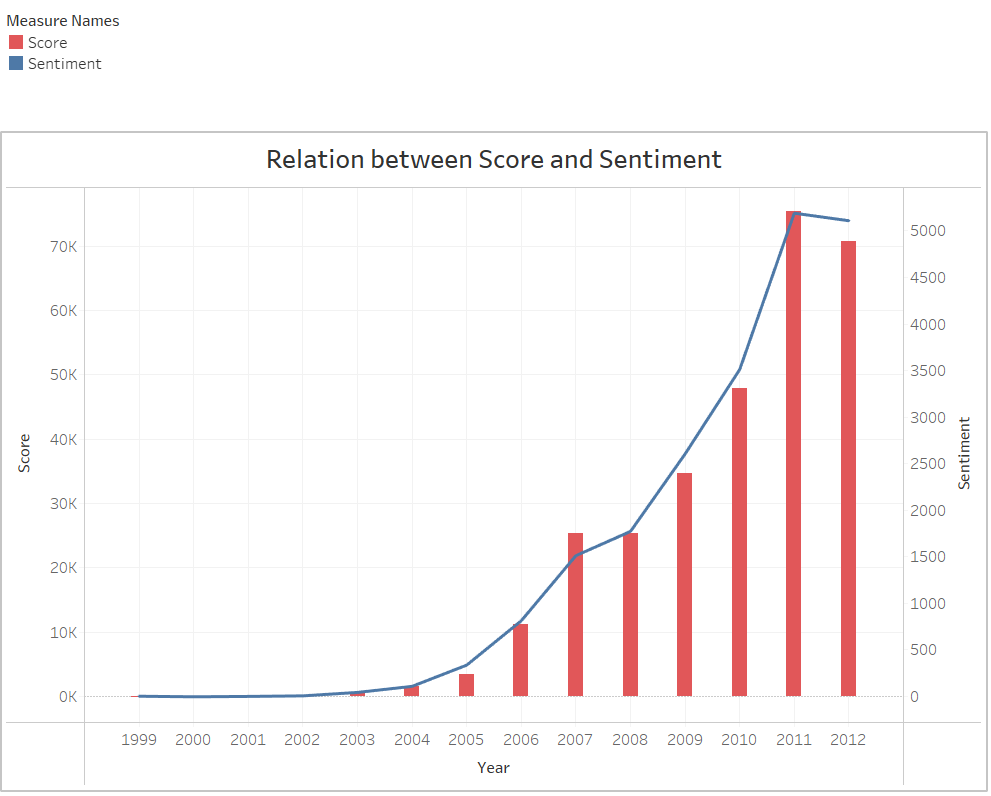 Measure Names
Score
Sentiment
Relation between Score and Sentiment
70K
60K
50K
40K
30K
20K
10K
0K
Score
5000
4500
4000
3500
3000
2500
2000
1500
1000
500
0
Sentiment
1999 2000 2001 2002 2003 2004 2005 2006 2007 2008 2009 2010 2011 2012
Year